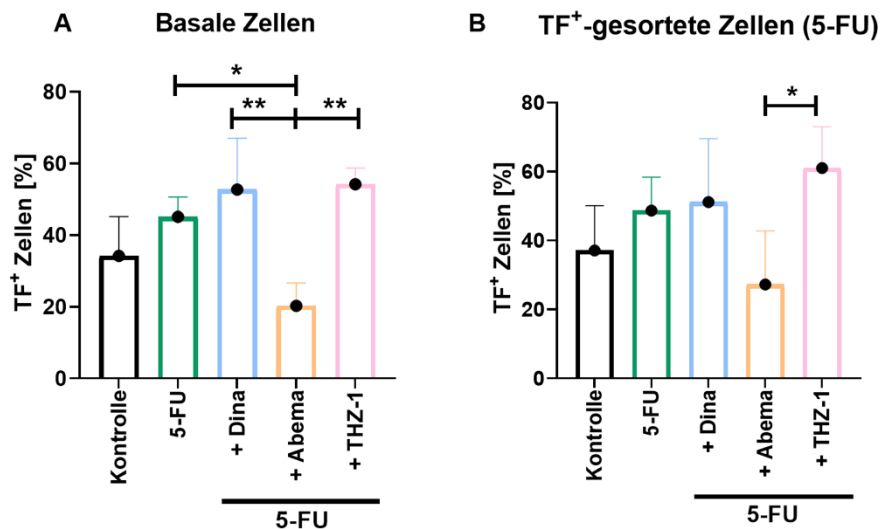 A Basale Zellen
TF+ Zellen [%]
80
60
40
20
0
*
** **
Kontrolle
5-FU
+ Dina
+ Abema
+ THZ-1
5-FU
B TF+-gesortete Zellen (5-FU)
TF+ Zellen [%]
80
60
40
20
0
*
Kontrolle
5-FU
+ Dina
+ Abema
+ THZ-1
5-FU